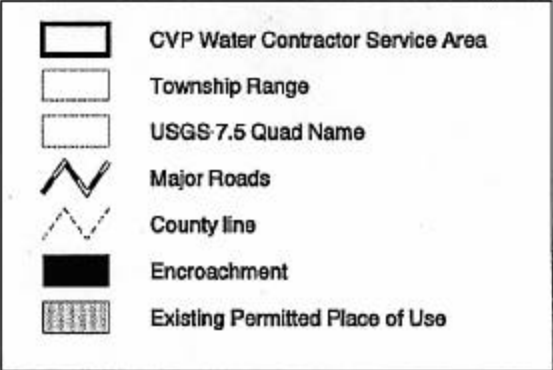 CVP Water Contractor Service Area
Township Range
USGS 7.5 Quad Name
Major Roads
County line
Encroachment
Existing Permitted Place of Use